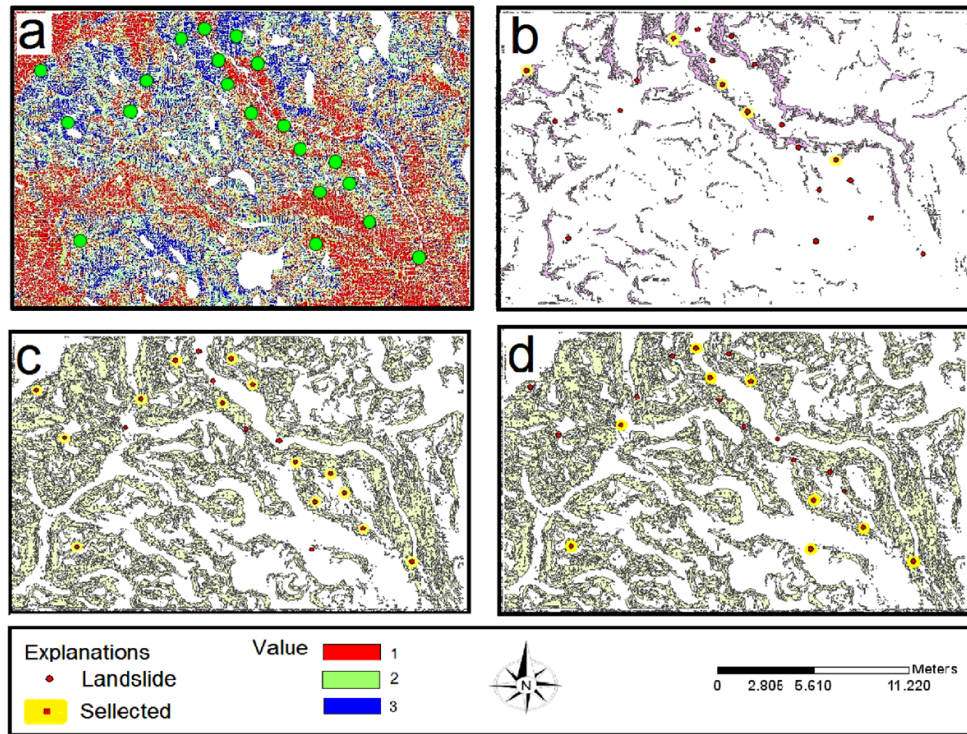 a
b
c
d
Explanations
Landslide
Sellected
Value
1
2
3
N
Meters
0 2.805 5.610 11.220